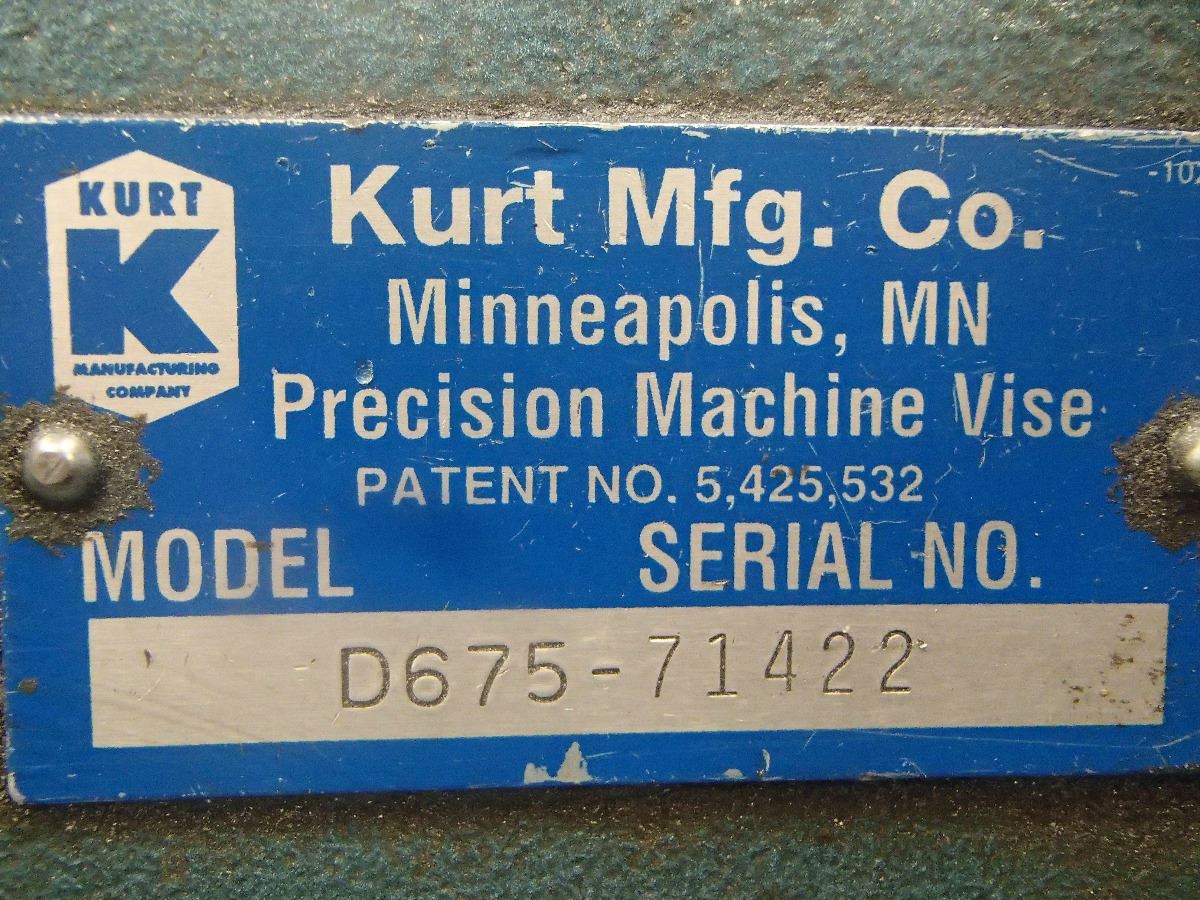 KURT
K
MANUFACTURING
COMPANY
Kurt Mfg. Co.
Minneapolis, MN
Precision Machine Vise
PATENT NO. 5,425,532
MODEL SERIAL NO.
D675-71422